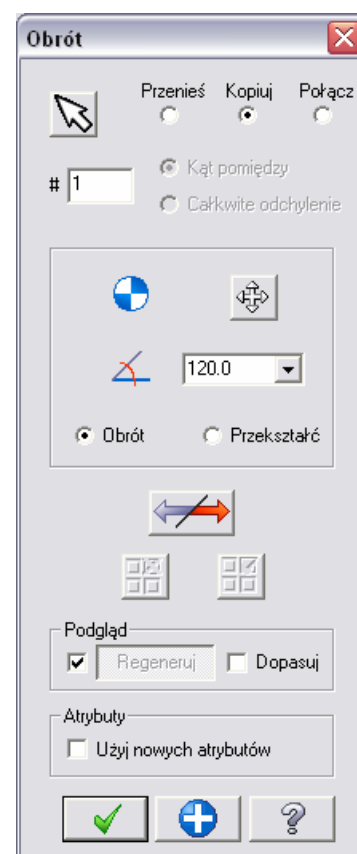 Obrót
Przenieś Kopiuj Połącz
# 1
Kąt pomiędzy
Całkwite odchylenie
120.0
Obrót Przekształć
Podgląd
Regeneruj Dopasuj
Atrybuty
Użyj nowych atrybutów